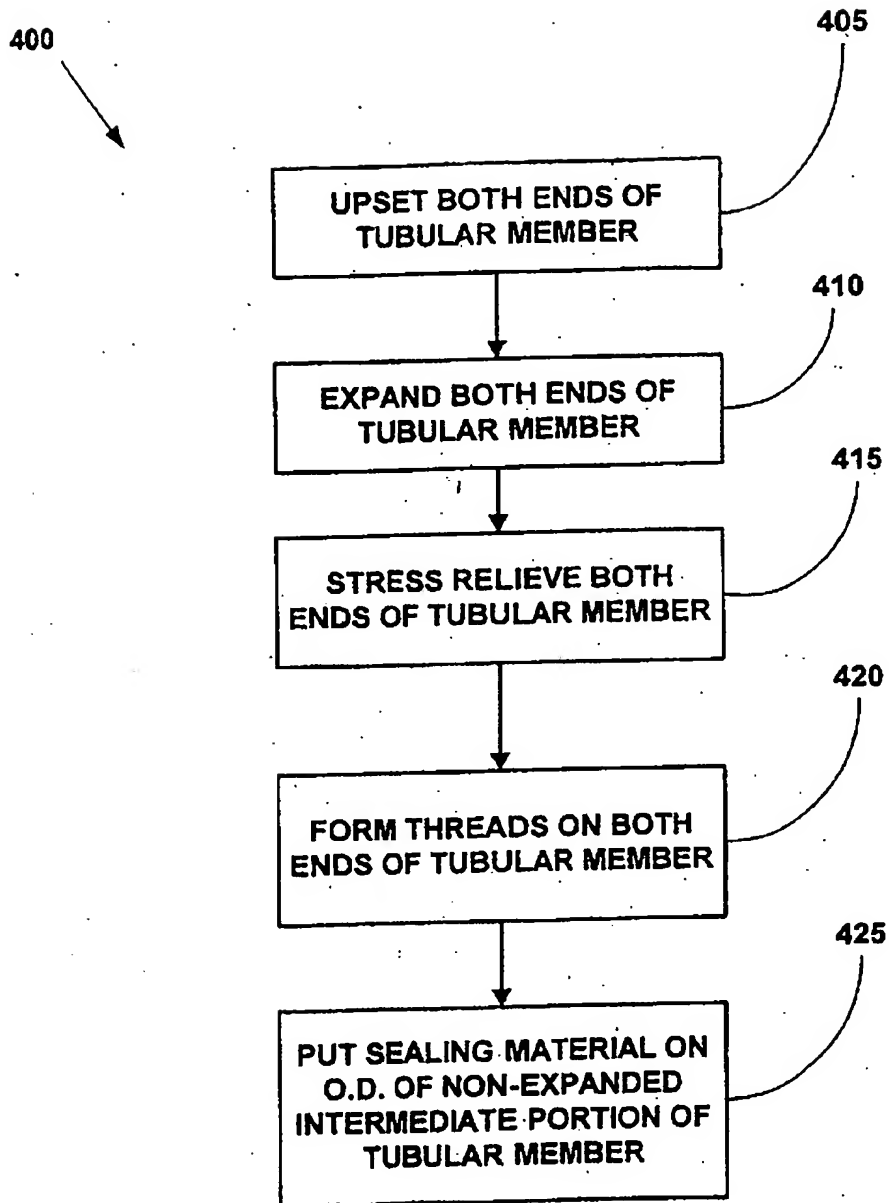 400
405
UPSET BOTH ENDS OF
TUBULAR MEMBER
410
EXPAND BOTH ENDS OF
TUBULAR MEMBER
415
STRESS RELIEVE BOTH
ENDS OF TUBULAR MEMBER
420
FORM THREADS ON BOTH
ENDS OF TUBULAR MEMBER
425
PUT SEALING MATERIAL ON
O.D. OF NON-EXPANDED
INTERMEDIATE PORTION OF
TUBULAR MEMBER